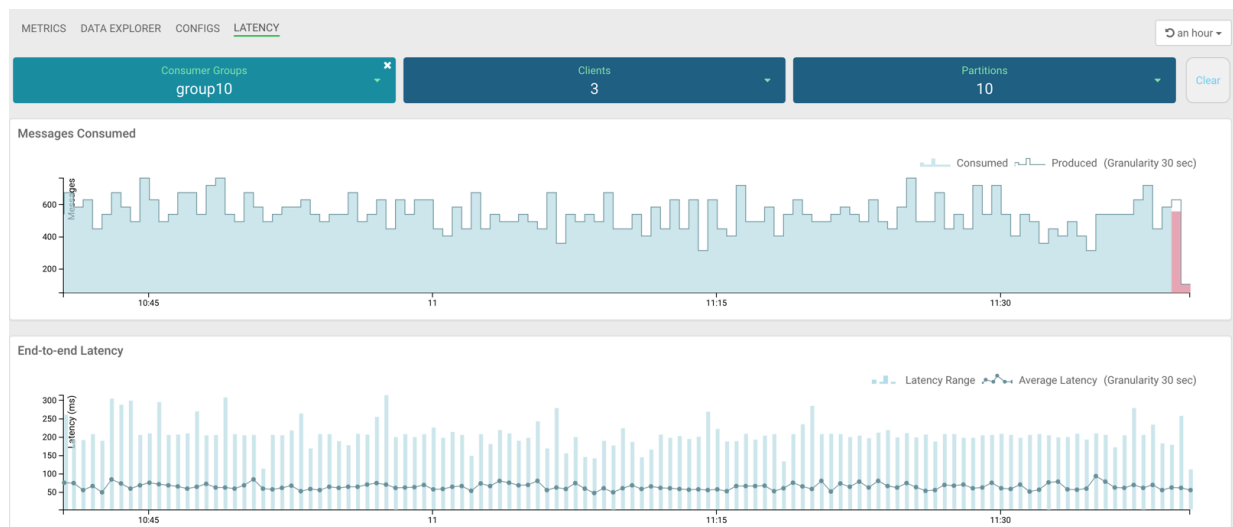 METRICS DATA EXPLORER CONFIGS LATENCY
an hour
Consumer Groups
group10
Clients
3
Partitions
10
Clear
Messages Consumed
Consumed Produced (Granularity 30 sec)
Messages
600
400
200
10:45 11 11:15 11:30
End-to-end Latency
Latency Range Average Latency (Granularity 30 sec)
Latency (ms)
300
250
200
150
100
50
10:45 11 11:15 11:30